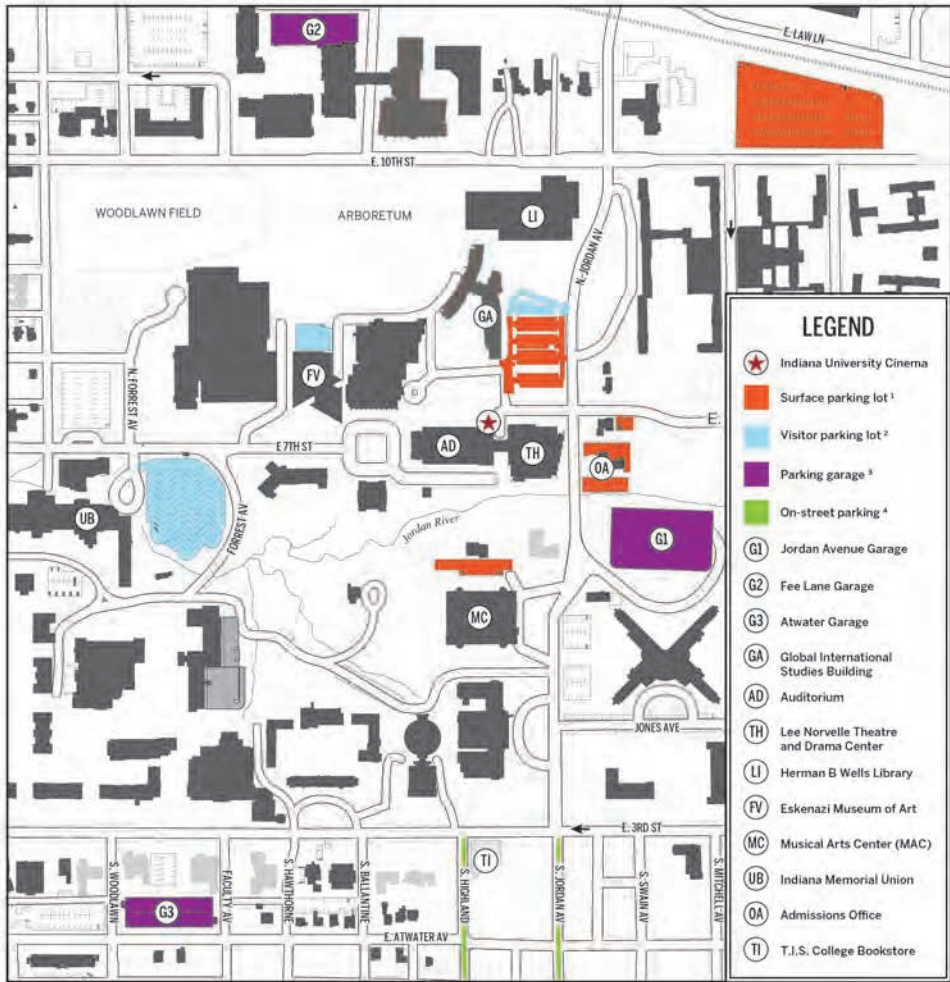 G2
E. LAW LN
E. 10TH ST
WOODLAWN FIELD
ARBORETUM
LI
N. JORDAN AV
GA
N. FORREST AV
FV
E 7TH ST
AD
TH
E.
OA
UB
FORREST AV
Jordan River
G1
MC
JONES AVE
E. 3RD ST
TI
S. WOODLAWN
FACULTY AV
S. HAWTHORNE
S. BALLANTINE
S. HIGHLAND
S. JORDAN AV
S. SWAIN AV
S. MITCHELL AV
G3
E. ATWATER AV
LEGEND
Indiana University Cinema
Surface parking lot ¹
Visitor parking lot ²
Parking garage ³
On-street parking ⁴
G1 Jordan Avenue Garage
G2 Fee Lane Garage
G3 Atwater Garage
GA Global International
Studies Building
AD Auditorium
TH Lee Norvelle Theatre
and Drama Center
LI Herman B Wells Library
FV Eskenazi Museum of Art
MC Musical Arts Center (MAC)
UB Indiana Memorial Union
OA Admissions Office
TI T.I.S. College Bookstore